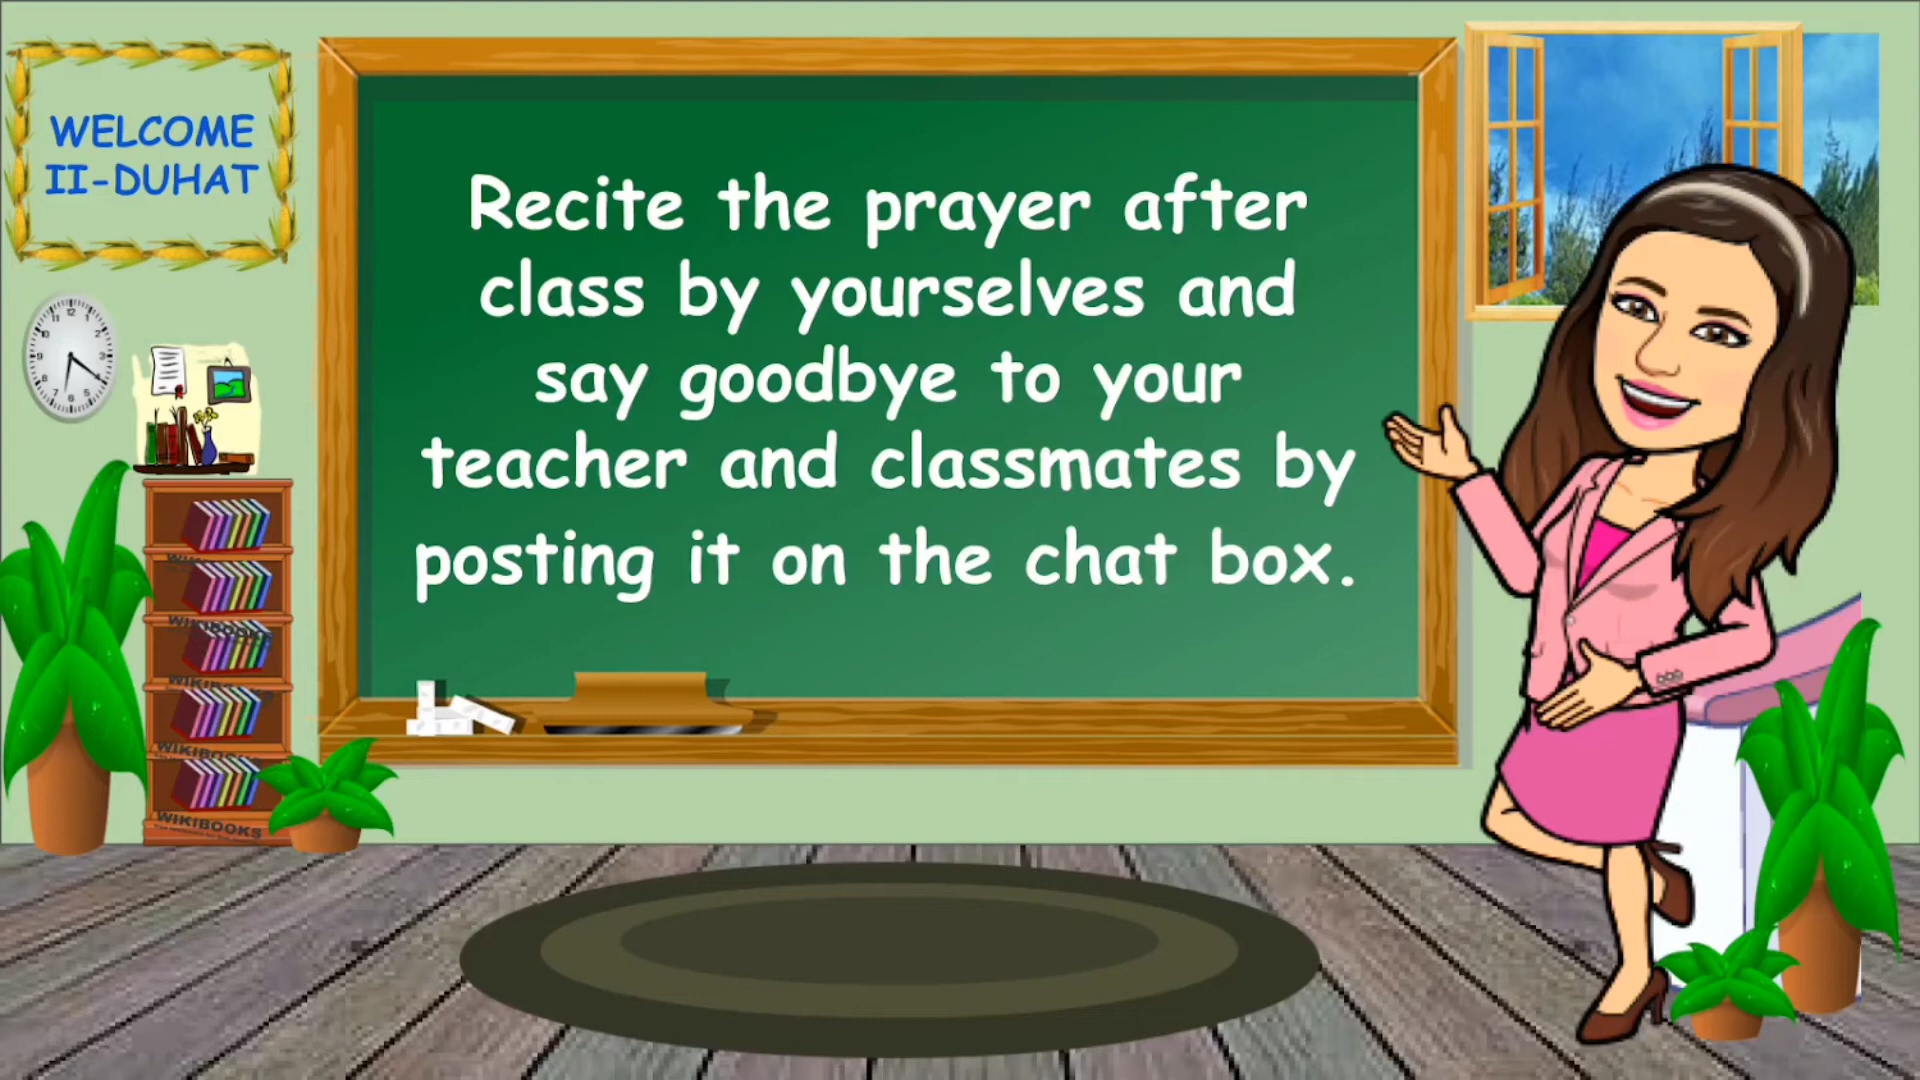 WELCOME
II-DUHAT
Recite the prayer after
class by yourselves and
say goodbye to your
teacher and classmates by
posting it on the chat box.
WIKIBOOKS
WIKIBOOKS